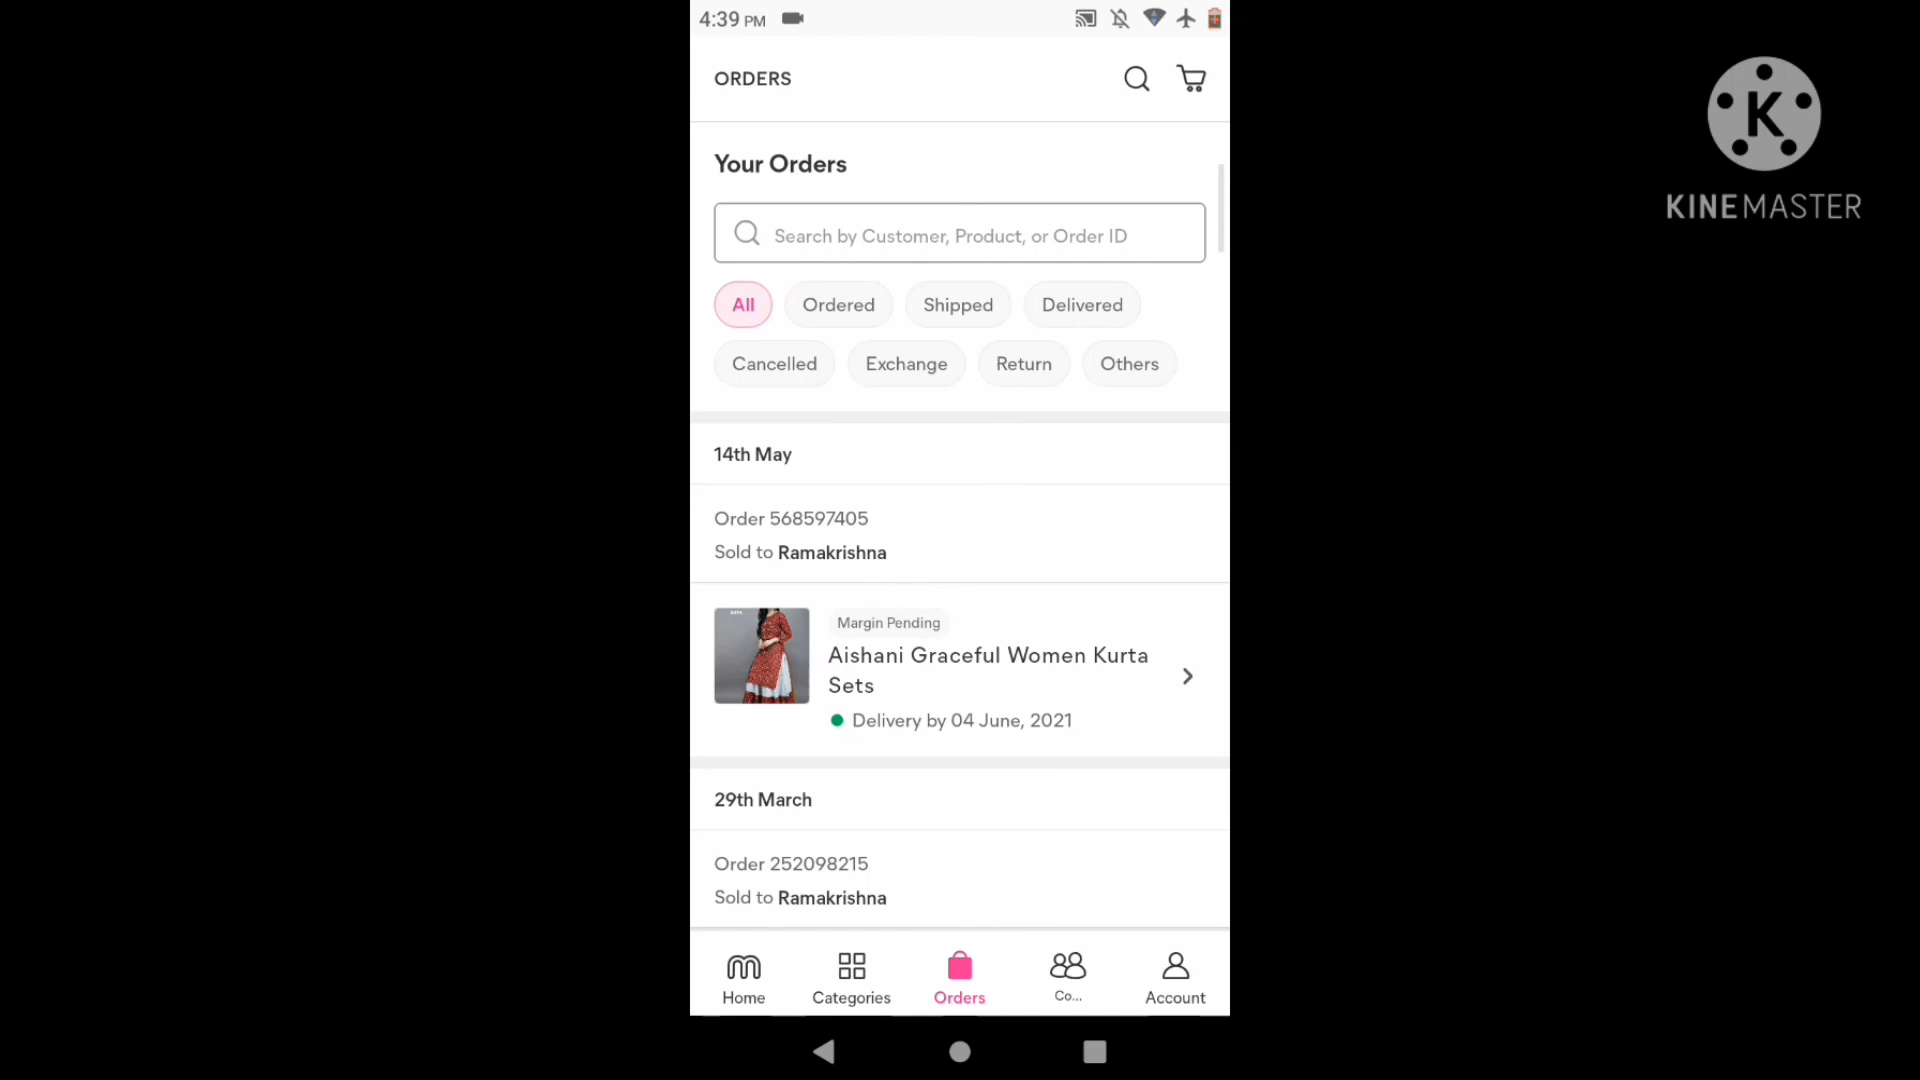 4:39 PM
ORDERS
K
KINEMASTER
Your Orders
Search by Customer, Product, or Order ID
All Ordered Shipped Delivered
Cancelled Exchange Return Others
14th May
Order 568597405
Sold to Ramakrishna
Margin Pending
Aishani Graceful Women Kurta
Sets
Delivery by 04 June, 2021
29th March
Order 252098215
Sold to Ramakrishna
Home Categories Orders Co... Account